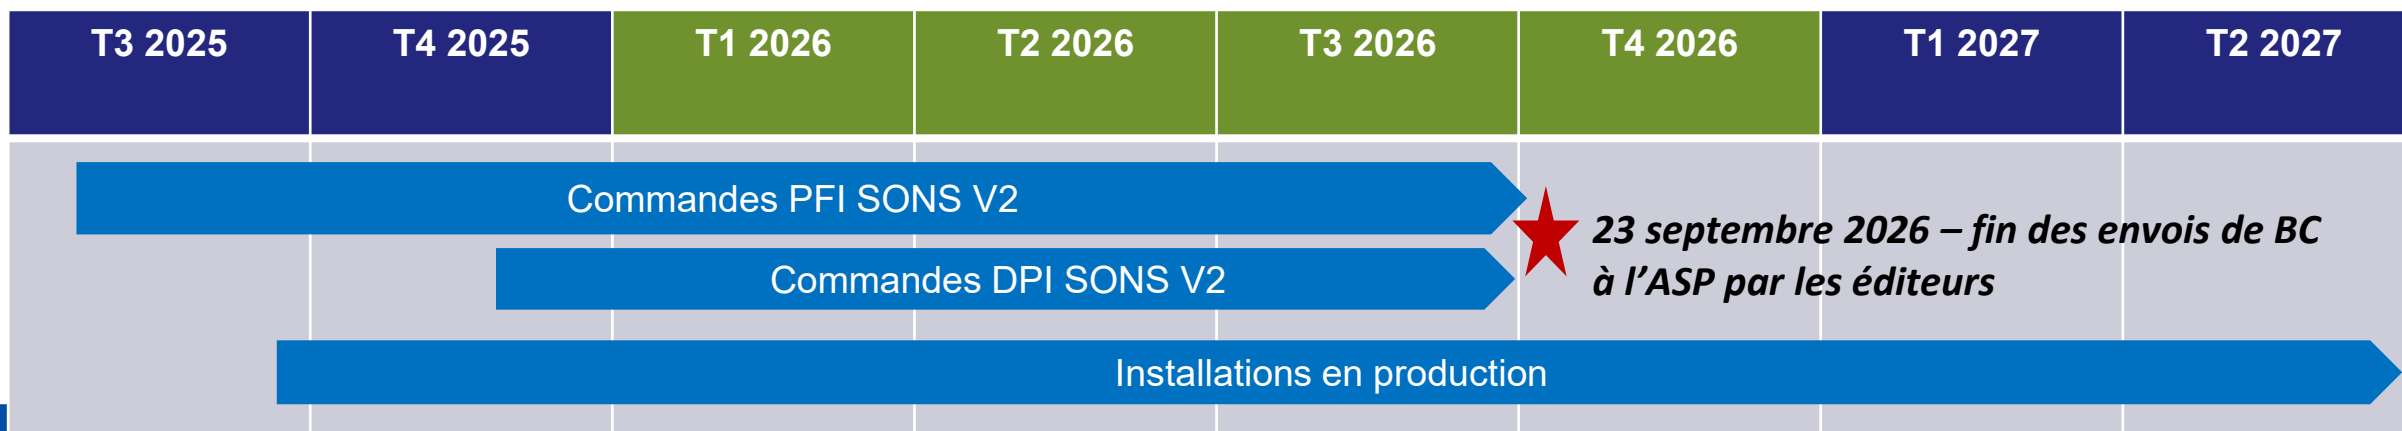 T3 2025
T4 2025
T1 2026
T2 2026
T3 2026
T4 2026
T1 2027
T2 2027
Commandes PFI SONS V2
23 septembre 2026 – fin des envois de BC
à l’ASP par les éditeurs
Commandes DPI SONS V2
Installations en production